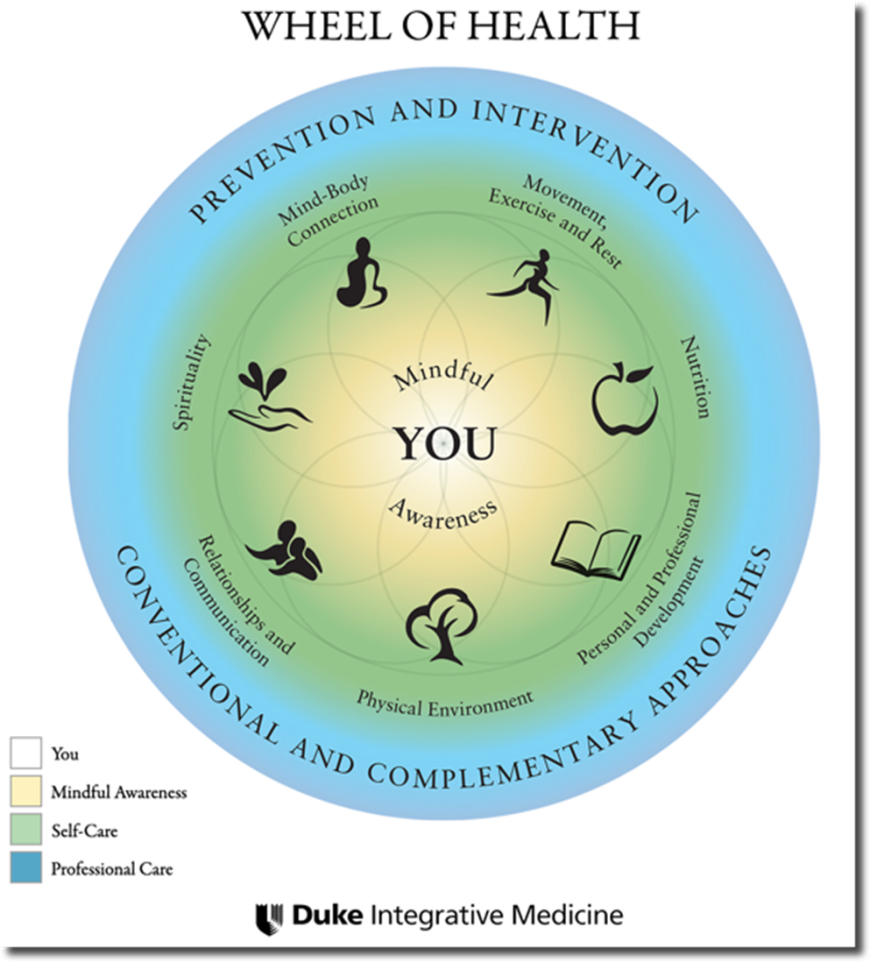 WHEEL OF HEALTH
PREVENTION AND INTERVENTION
Mind-Body
Connection
Movement,
Exercise and Rest
Spirituality
Nutrition
Mindful
YOU
Awareness
Relationships and
Communication
Personal and Professional
Development
Physical Environment
CONVENTIONAL AND COMPLEMENTARY APPROACHES
You
Mindful Awareness
Self-Care
Professional Care
Duke Integrative Medicine